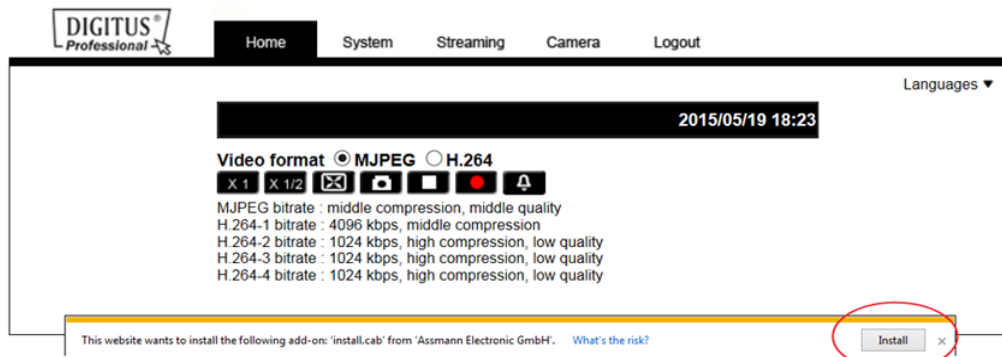 DIGITUS®
Professional
Home System Streaming Camera Logout
Languages ▼
2015/05/19 18:23
Video format MJPEG H.264
X 1 X 1/2
MJPEG bitrate : middle compression, middle quality
H.264-1 bitrate : 4096 kbps, middle compression
H.264-2 bitrate : 1024 kbps, high compression, low quality
H.264-3 bitrate : 1024 kbps, high compression, low quality
H.264-4 bitrate : 1024 kbps, high compression, low quality
This website wants to install the following add-on: 'install.cab' from 'Assmann Electronic GmbH'. What's the risk? Install ×